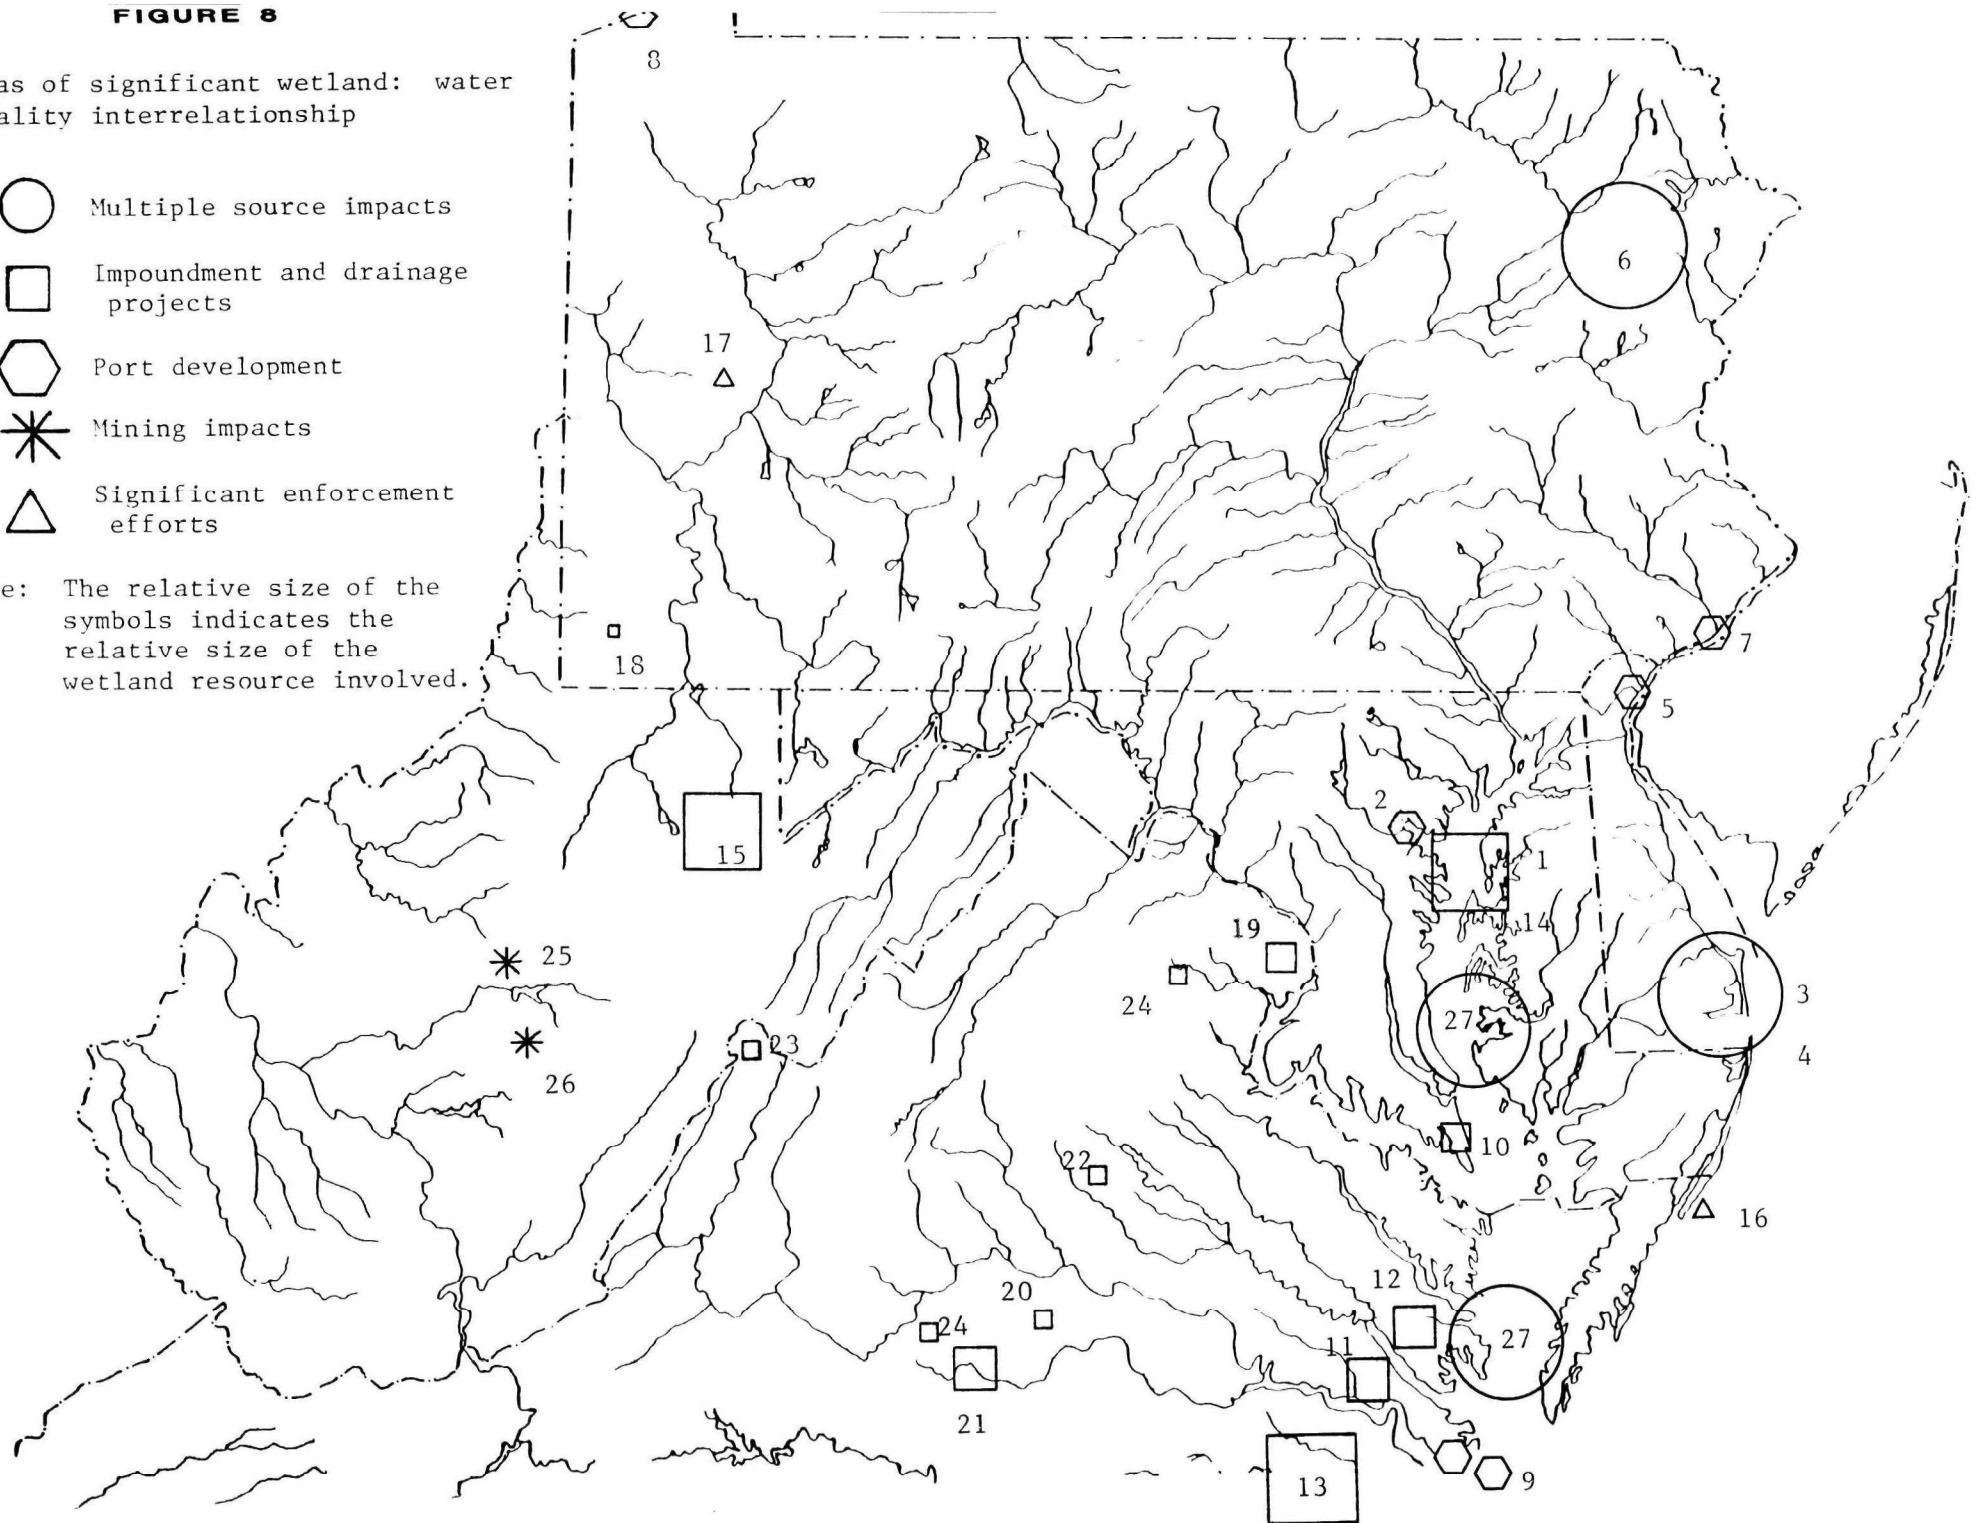 FIGURE 8
as of significant wetland: water
ality interrelationship
Multiple source impacts
Impoundment and drainage
projects
Port development
Mining impacts
Significant enforcement
efforts
e: The relative size of the
symbols indicates the
relative size of the
wetland resource involved.
8
6
17
18
7
5
15
2
1
14
19
24
3
4
25
26
27
23
10
22
16
12
20
24
27
11
21
13
9